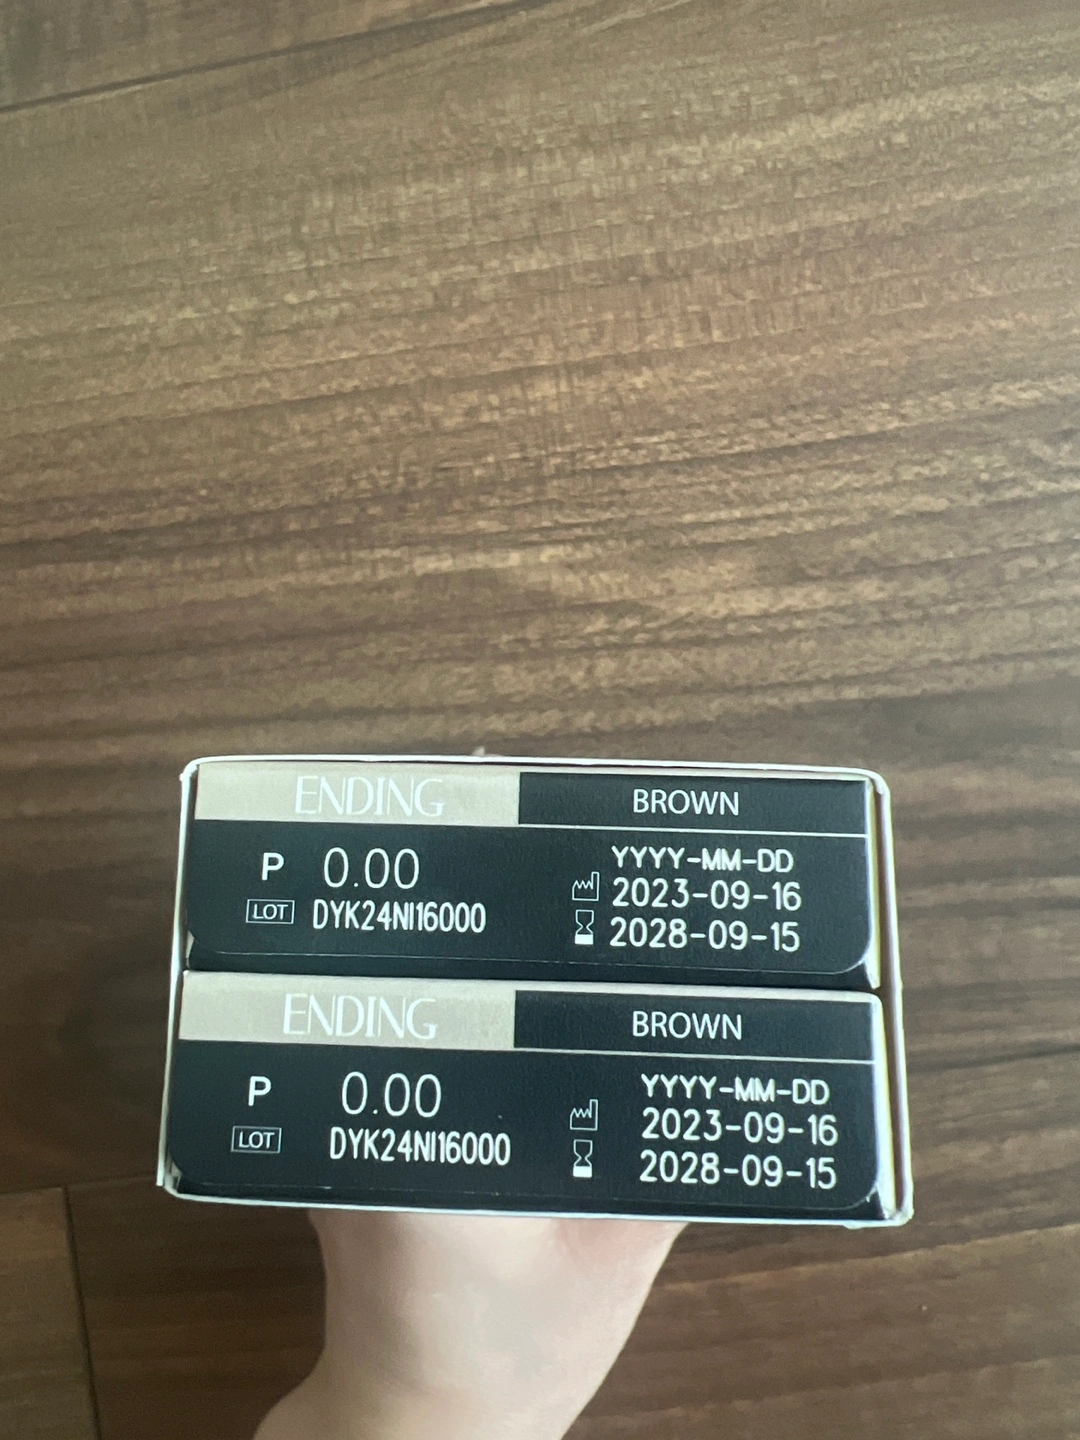 ENDING BROWN
P 0.00
YYYY-MM-DD
2023-09-16
LOT DYK24NI16000
2028-09-15
ENDING BROWN
P 0.00
YYYY-MM-DD
2023-09-16
LOT DYK24NI16000
2028-09-15